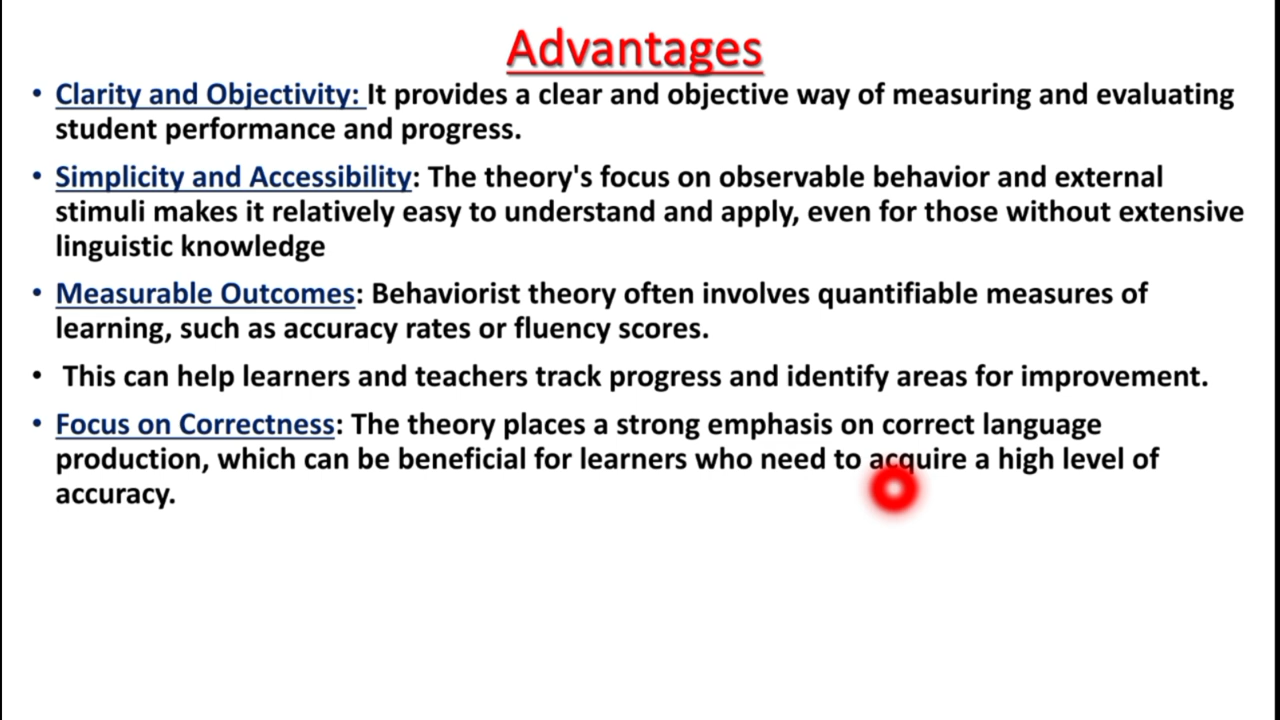 Advantages
• Clarity and Objectivity: It provides a clear and objective way of measuring and evaluating
student performance and progress.
• Simplicity and Accessibility: The theory's focus on observable behavior and external
stimuli makes it relatively easy to understand and apply, even for those without extensive
linguistic knowledge
• Measurable Outcomes: Behaviorist theory often involves quantifiable measures of
learning, such as accuracy rates or fluency scores.
• This can help learners and teachers track progress and identify areas for improvement.
• Focus on Correctness: The theory places a strong emphasis on correct language
production, which can be beneficial for learners who need to acquire a high level of
accuracy.